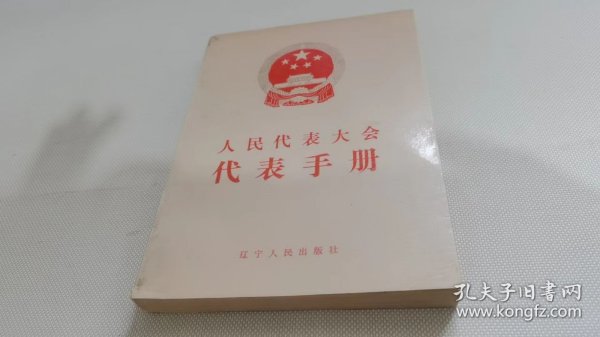 人民代表大会
代表手册
辽宁人民出版社
孔夫子旧书网
www.kongfz.com